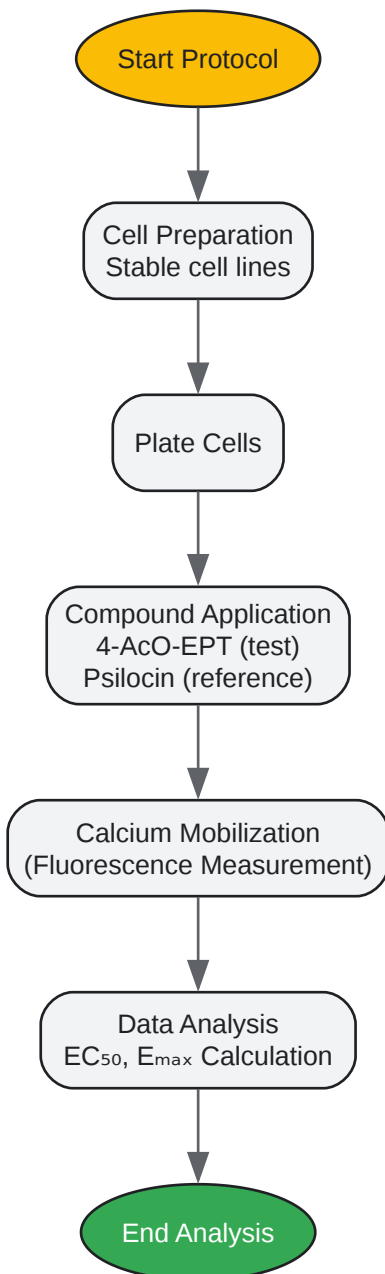 Start Protocol
Cell Preparation
Stable cell lines
Plate Cells
Compound Application
4-AcO-EPT (test)
Psilocin (reference)
Calcium Mobilization
(Fluorescence Measurement)
Data Analysis
EC₅₀, Eₘₐₓ Calculation
End Analysis